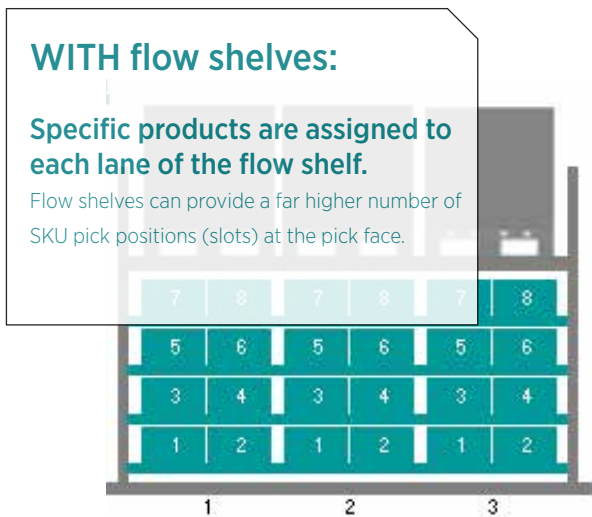 WITH flow shelves:
Specific products are assigned to
each lane of the flow shelf.
Flow shelves can provide a far higher number of
SKU pick positions (slots) at the pick face.
7 8 7 8 7 8
5 6 5 6 5 6
3 4 3 4 3 4
1 2 1 2 1 2
1 2 3